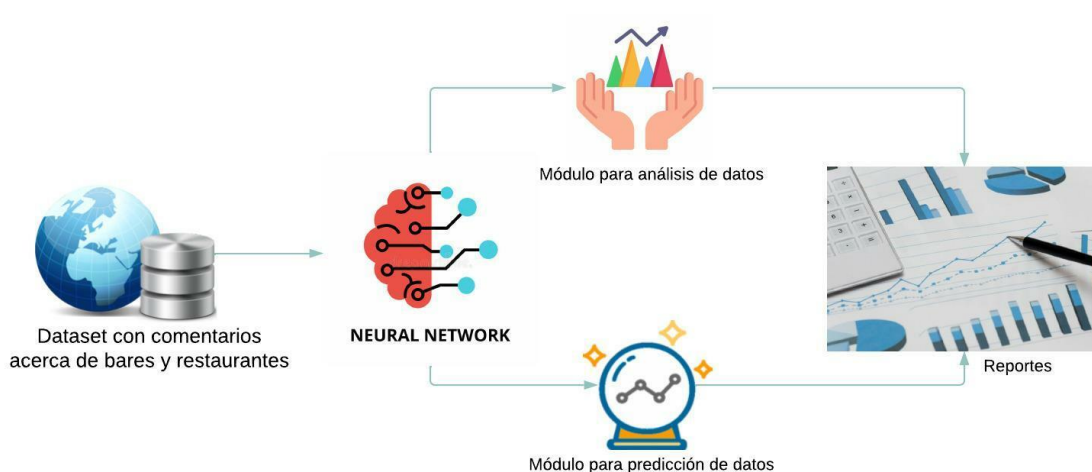 Módulo para análisis de datos
Dataset con comentarios
acerca de bares y restaurantes
NEURAL NETWORK
Reportes
Módulo para predicción de datos